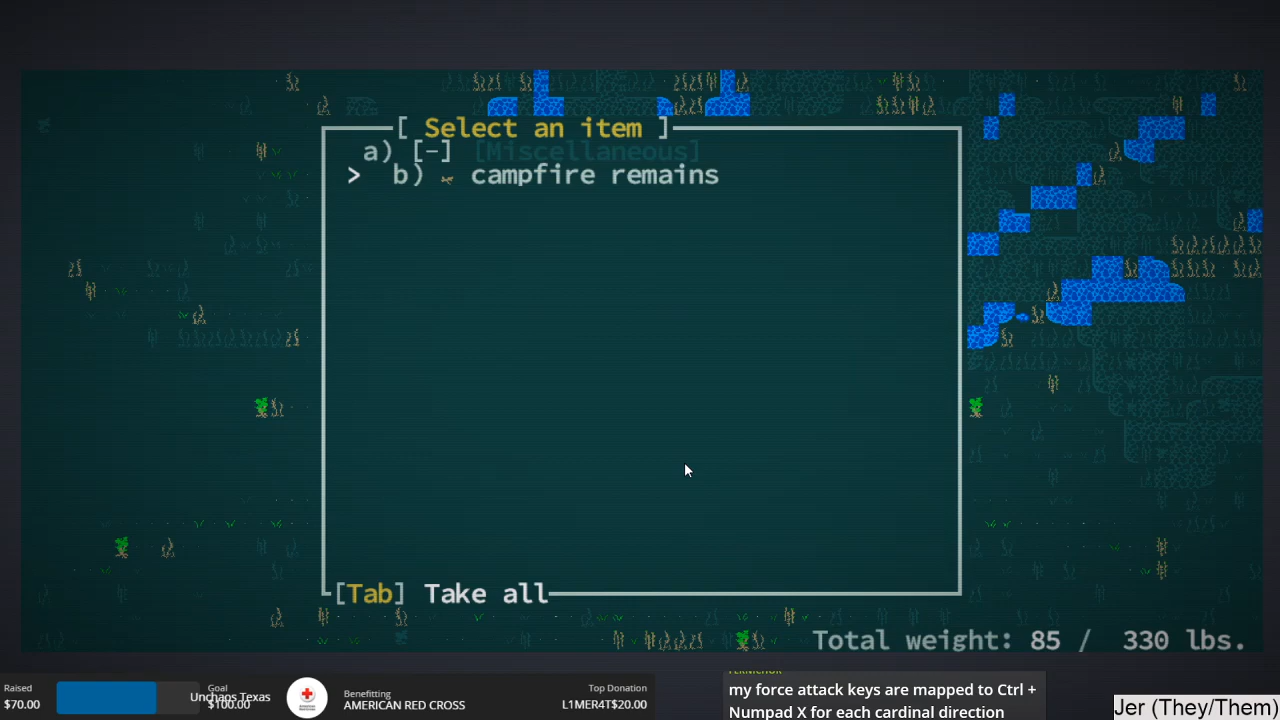 [ Select an item ]
a) [-] [Miscellaneous]
> b) campfire remains
[Tab] Take all
Total weight: 85 / 330 lbs.
Raised
$70.00
Goal
Unchaos Texas
Benefitting
AMERICAN RED CROSS
Top Donation
L1MER4T$20.00
my force attack keys are mapped to Ctrl +
Numpad X for each cardinal direction
Jer (They/Them)